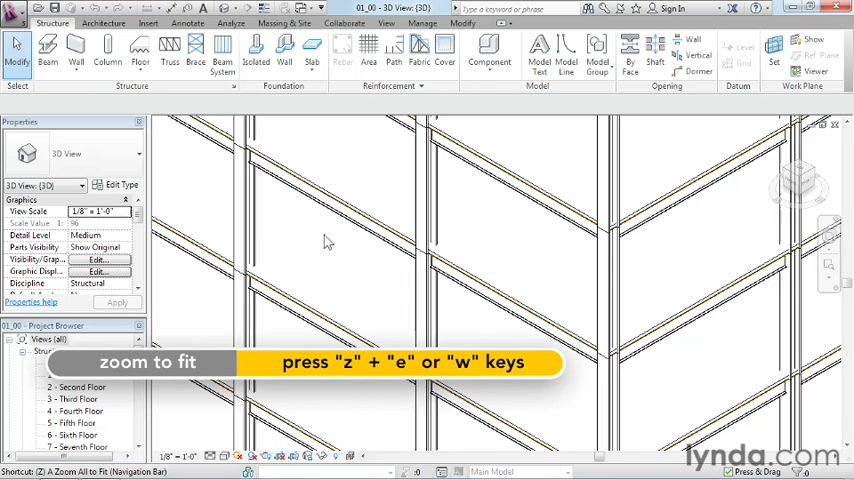 01_00 - 3D View: {3D}
Type a keyword or phrase
Sign In
Structure Architecture Insert Annotate Analyze Massing & Site Collaborate View Manage Modify
Modify Beam Wall Column Floor Truss Brace Beam System Isolated Wall Slab Rebar Area Path Fabric Cover Component Model Text Model Line Model Group By Face Shaft Wall Vertical Dormer Level Grid Set Show Ref Plane Viewer
Select Structure Foundation Reinforcement Model Opening Datum Work Plane
Properties
3D View
3D View: {3D} Edit Type
Graphics
View Scale 1/8" = 1'-0"
Scale Value 1: 96
Detail Level Medium
Parts Visibility Show Original
Visibility/Grap... Edit...
Graphic Displ... Edit...
Discipline Structural
Properties help Apply
01_00 - Project Browser
Views (all)
zoom to fit press "z" + "e" or "w" keys
2 - Second Floor
3 - Third Floor
4 - Fourth Floor
5 - Fifth Floor
6 - Sixth Floor
7 - Seventh Floor
1/8" = 1'-0"
lynda.com
Shortcut: (Z) A Zoom All to Fit (Navigation Bar)
:0
Main Model
Press & Drag
:0